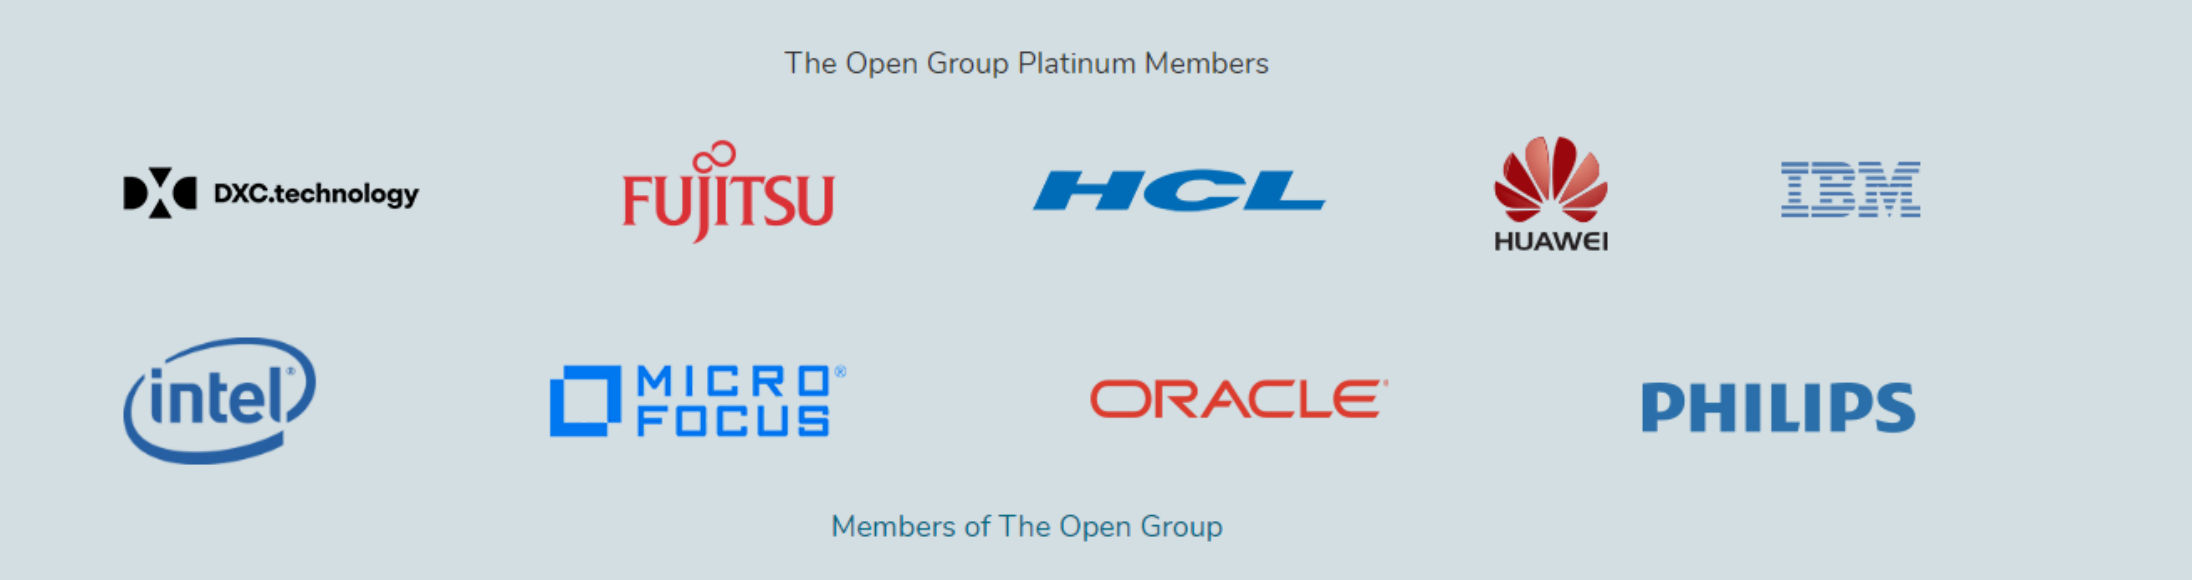 The Open Group Platinum Members
DXC.technology
FUJITSU
HCL
HUAWEI
IBM
intel®
MICRO
FOCUS®
ORACLE®
PHILIPS
Members of The Open Group